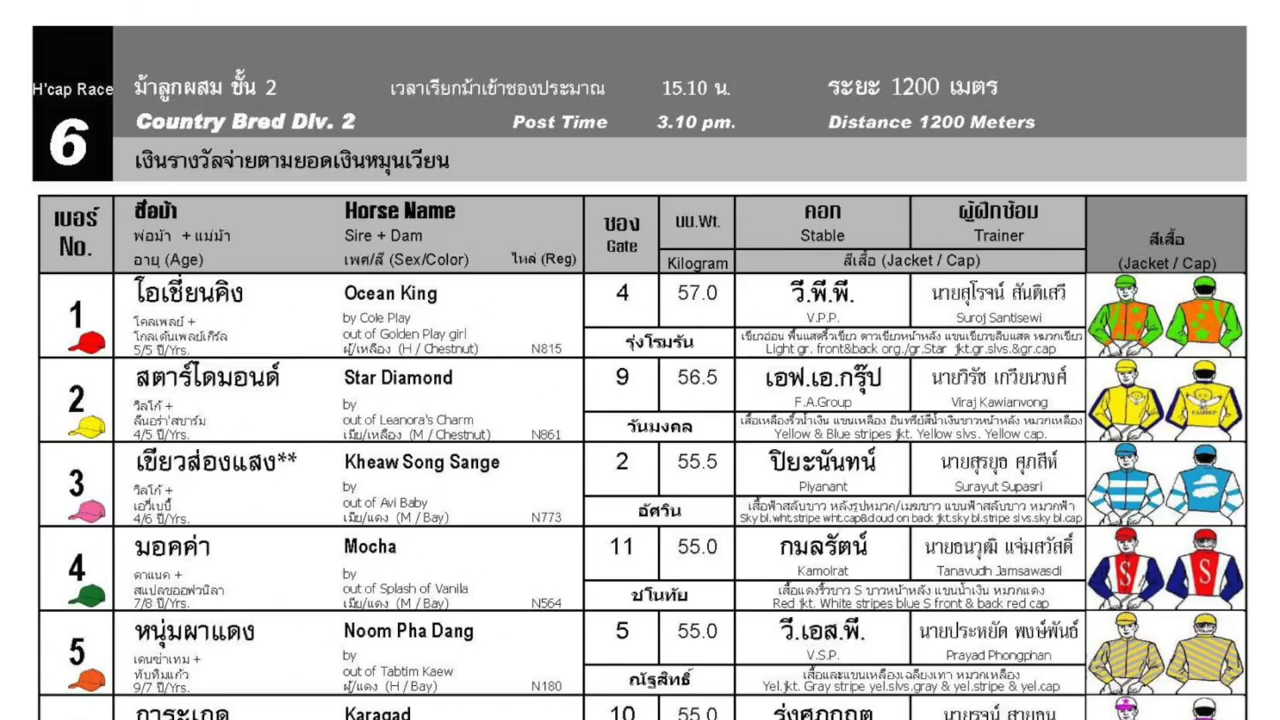 H'cap Race
6
ม้าลูกผสม ชั้น 2 เวลาเรียกม้าเข้าซองประมาณ 15.10 น. ระยะ 1200 เมตร
Country Bred Div. 2 Post Time 3.10 pm. Distance 1200 Meters
เงินรางวัลจ่ายตามยอดเงินหมุนเวียน
เบอร์ ชื่อม้า Horse Name ซอง นน.Wt. คอก ผู้ฝึกซ้อม สีเสื้อ
No. พ่อม้า + แม่ม้า Sire + Dam Gate Stable Trainer
อายุ (Age) เพศ/สี (Sex/Color) ไหล่ (Reg) Kilogram สีเสื้อ (Jacket / Cap) (Jacket / Cap)
1 โอเชี่ยนคิง Ocean King 4 57.0 วี.พี.พี. นายสุโรจน์ สันติเสวี
โคลเพลย์ + by Cole Play V.P.P. Suroj Santisewi
โกลเด้นเพลย์เกิร์ล out of Golden Play girl รุ่งโรมรัน เขียวอ่อน พื้นแสดริ้วเขียว ดาวเขียวหน้าหลัง แขนเขียวขลิบแสด หมวกเขียว
5/5 ปี/Yrs. ผู้/เหลือง (H / Chestnut) N815 Light gr. front&back org./gr.Star jkt.gr.slvs.&gr.cap
2 สตาร์ไดมอนด์ Star Diamond 9 56.5 เอฟ.เอ.กรุ๊ป นายวิรัช เกวียนวงศ์
วิลโก้ + by F.A.Group Viraj Kawianvong
ลีนอร่า'สชาร์ม out of Leanora's Charm วันมงคล เสื้อเหลืองริ้วน้ำเงิน แขนเหลือง อินทรีย์สีน้ำเงินขาวหน้าหลัง หมวกเหลือง
4/5 ปี/Yrs. เมีย/เหลือง (M / Chestnut) N861 Yellow & Blue stripes jkt. Yellow slvs. Yellow cap.
3 เขียวส่องแสง** Kheaw Song Sange 2 55.5 ปิยะนันทน์ นายสุรยุธ ศุภสีห์
วิลโก้ + by Piyanant Surayut Supasri
เอวี่เบบี้ out of Avi Baby อัศวิน เสื้อฟ้าสลับขาว หลังรูปหมวก/เมฆขาว แขนฟ้าสลับขาว หมวกฟ้า
4/6 ปี/Yrs. เมีย/แดง (M / Bay) N773 Sky bl.wht.stripe wht.cap&cloud on back jkt.sky bl.stripe slvs.sky bl.cap
4 มอคค่า Mocha 11 55.0 กมลรัตน์ นายธนวุฒิ แจ่มสวัสดิ์
คาแนค + by Kamolrat Tanavudh Jamsawasdi
สแปลชออฟวนิลา out of Splash of Vanila ชโนทัย เสื้อแดงริ้วขาว S ขาวหน้าหลัง แขนน้ำเงิน หมวกแดง
7/8 ปี/Yrs. เมีย/แดง (M / Bay) N564 Red jkt. White stripes blue S front & back red cap
5 หนุ่มผาแดง Noom Pha Dang 5 55.0 วี.เอส.พี. นายประหยัด พงษ์พันธ์
เดนซ่าเทม + by V.S.P. Prayad Phongphan
ทับทิมแก้ว out of Tabtim Kaew ณัฐสิทธิ์ เสื้อและแขนเหลืองเฉลียงเทา หมวกเหลือง
9/7 ปี/Yrs. ผู้/แดง (H / Bay) N180 Yel.jkt. Gray stripe yel.slvs.gray & yel.stripe & yel.cap
การะเกด Karagad 10 55.0 รุ่งศุภกฤต นายรุจน์ สายธน